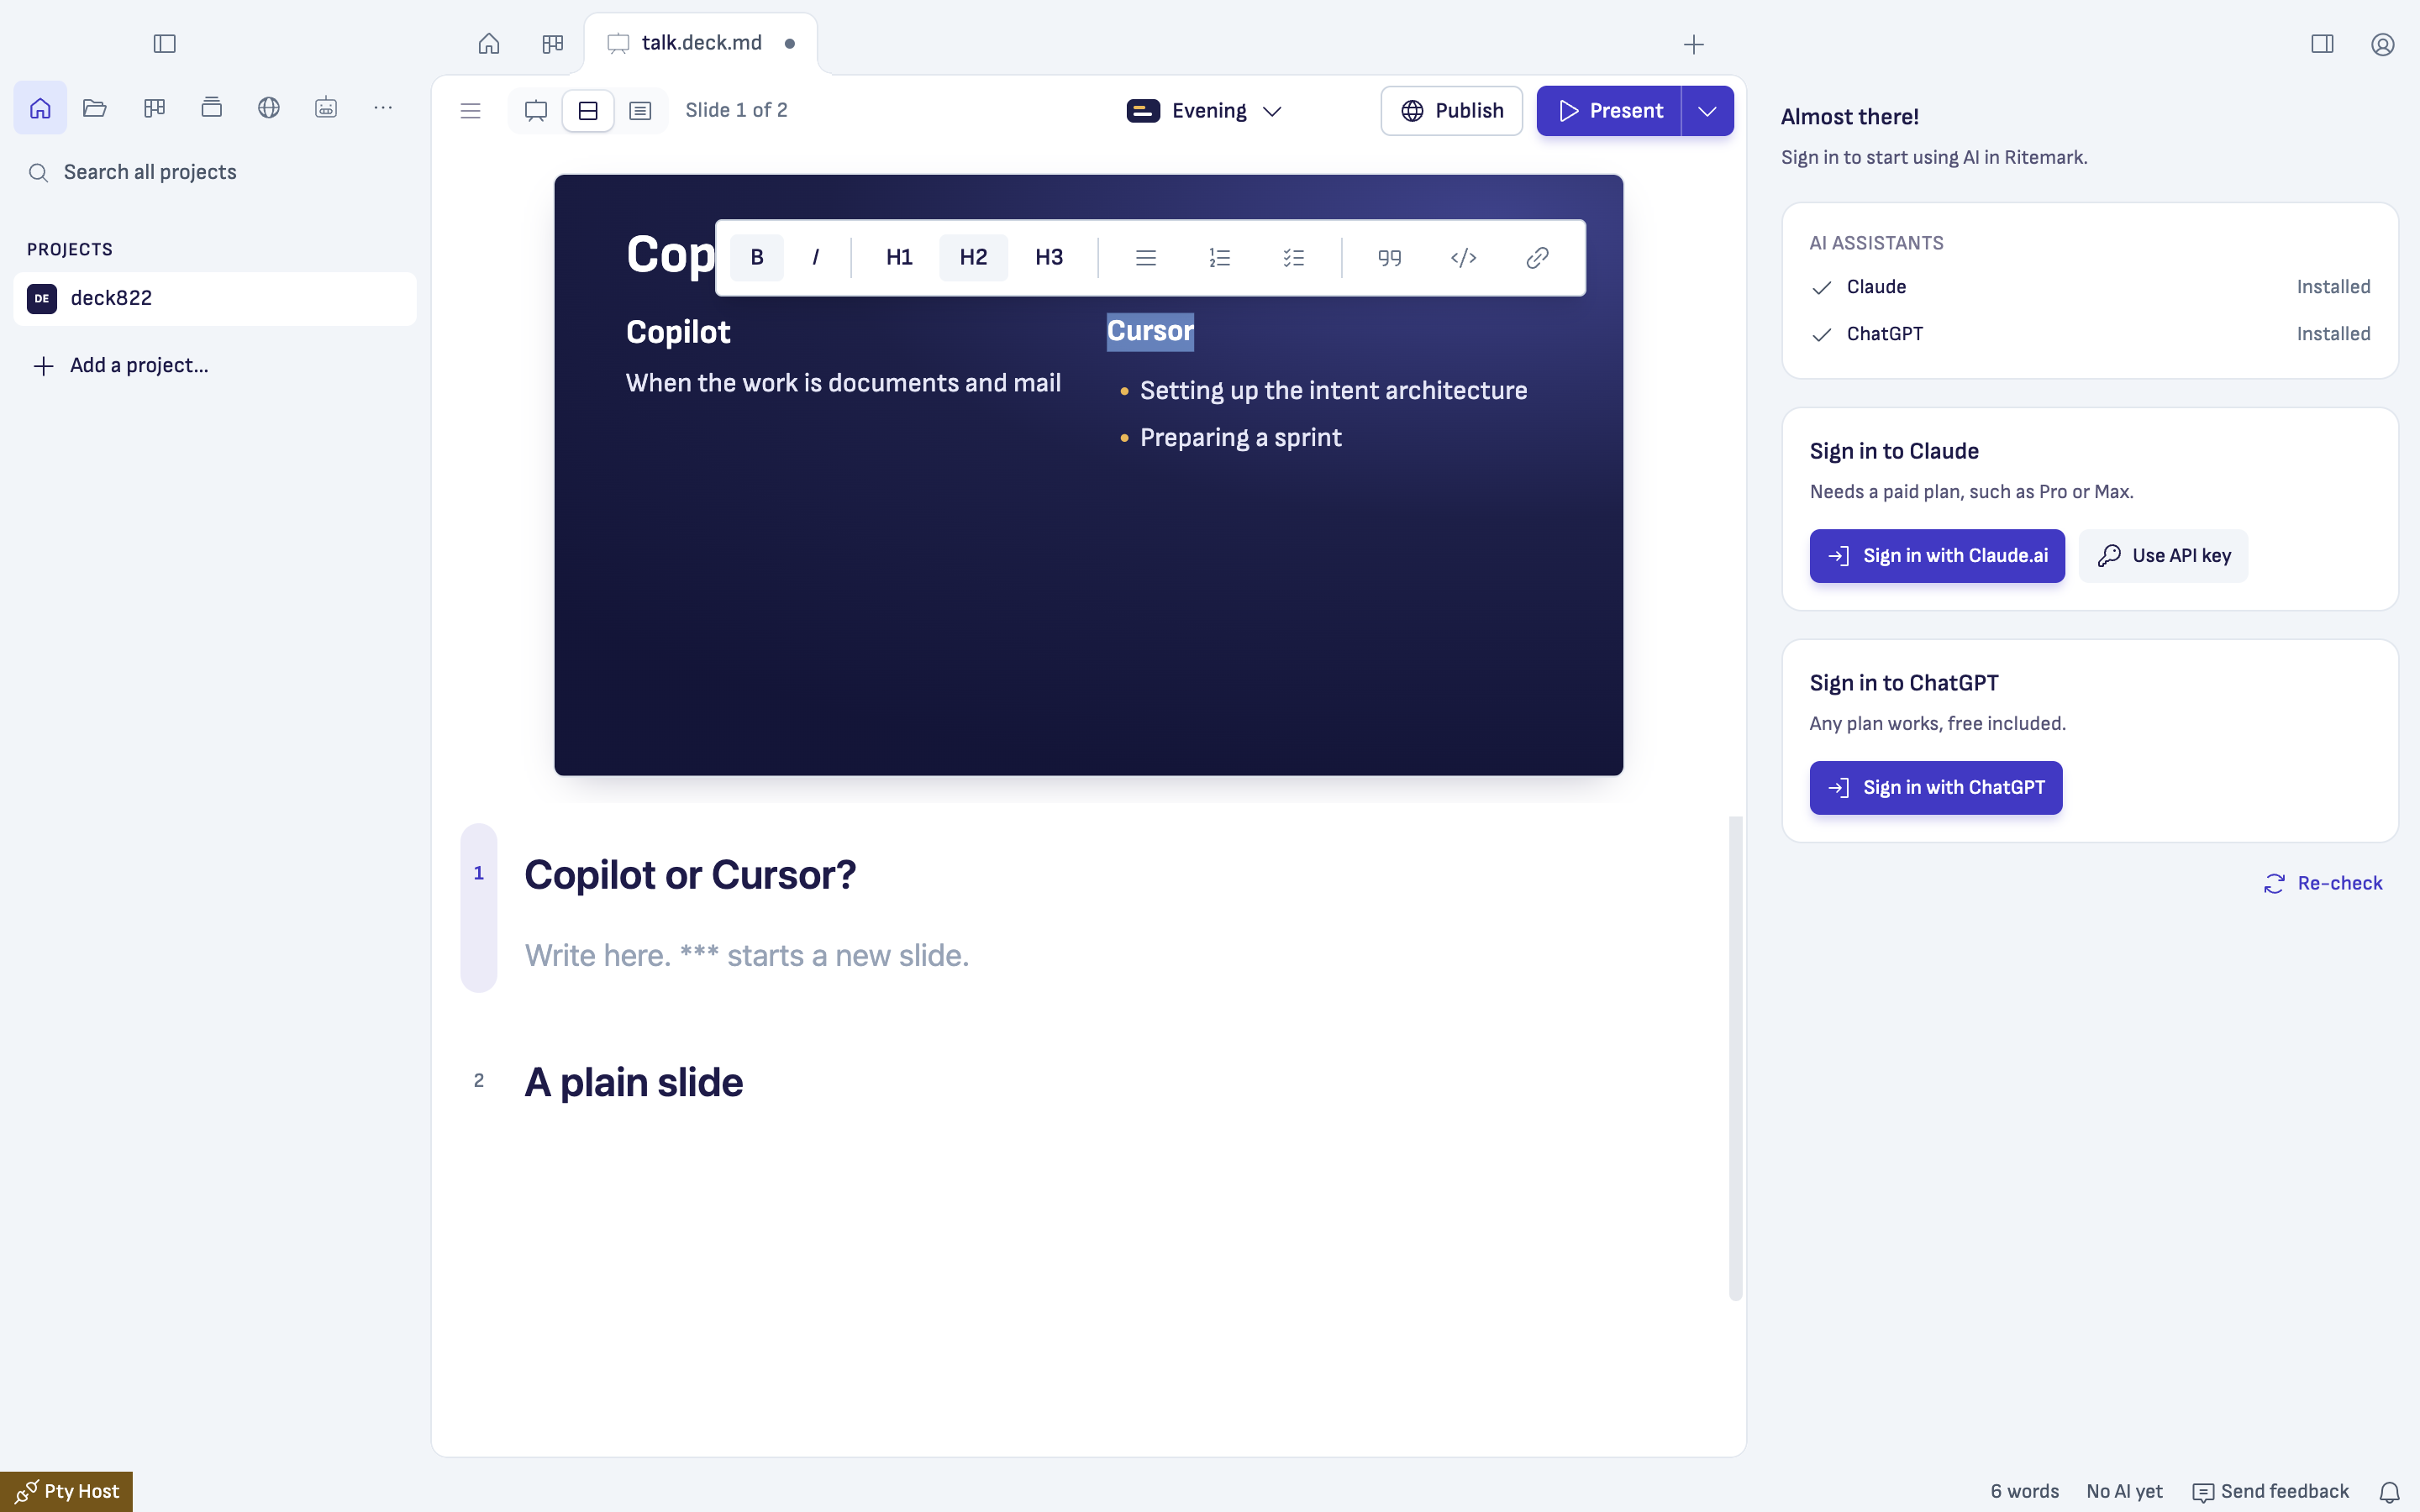 talk.deck.md
Search all projects
PROJECTS
DE deck822
Add a project...
Slide 1 of 2
Evening
Publish
Present
Cop
B I H1 H2 H3
Copilot
When the work is documents and mail
Cursor
Setting up the intent architecture
Preparing a sprint
1 Copilot or Cursor?
Write here. *** starts a new slide.
2 A plain slide
Almost there!
Sign in to start using AI in Ritemark.
AI ASSISTANTS
Claude Installed
ChatGPT Installed
Sign in to Claude
Needs a paid plan, such as Pro or Max.
Sign in with Claude.ai
Use API key
Sign in to ChatGPT
Any plan works, free included.
Sign in with ChatGPT
Re-check
Pty Host
6 words
No AI yet
Send feedback